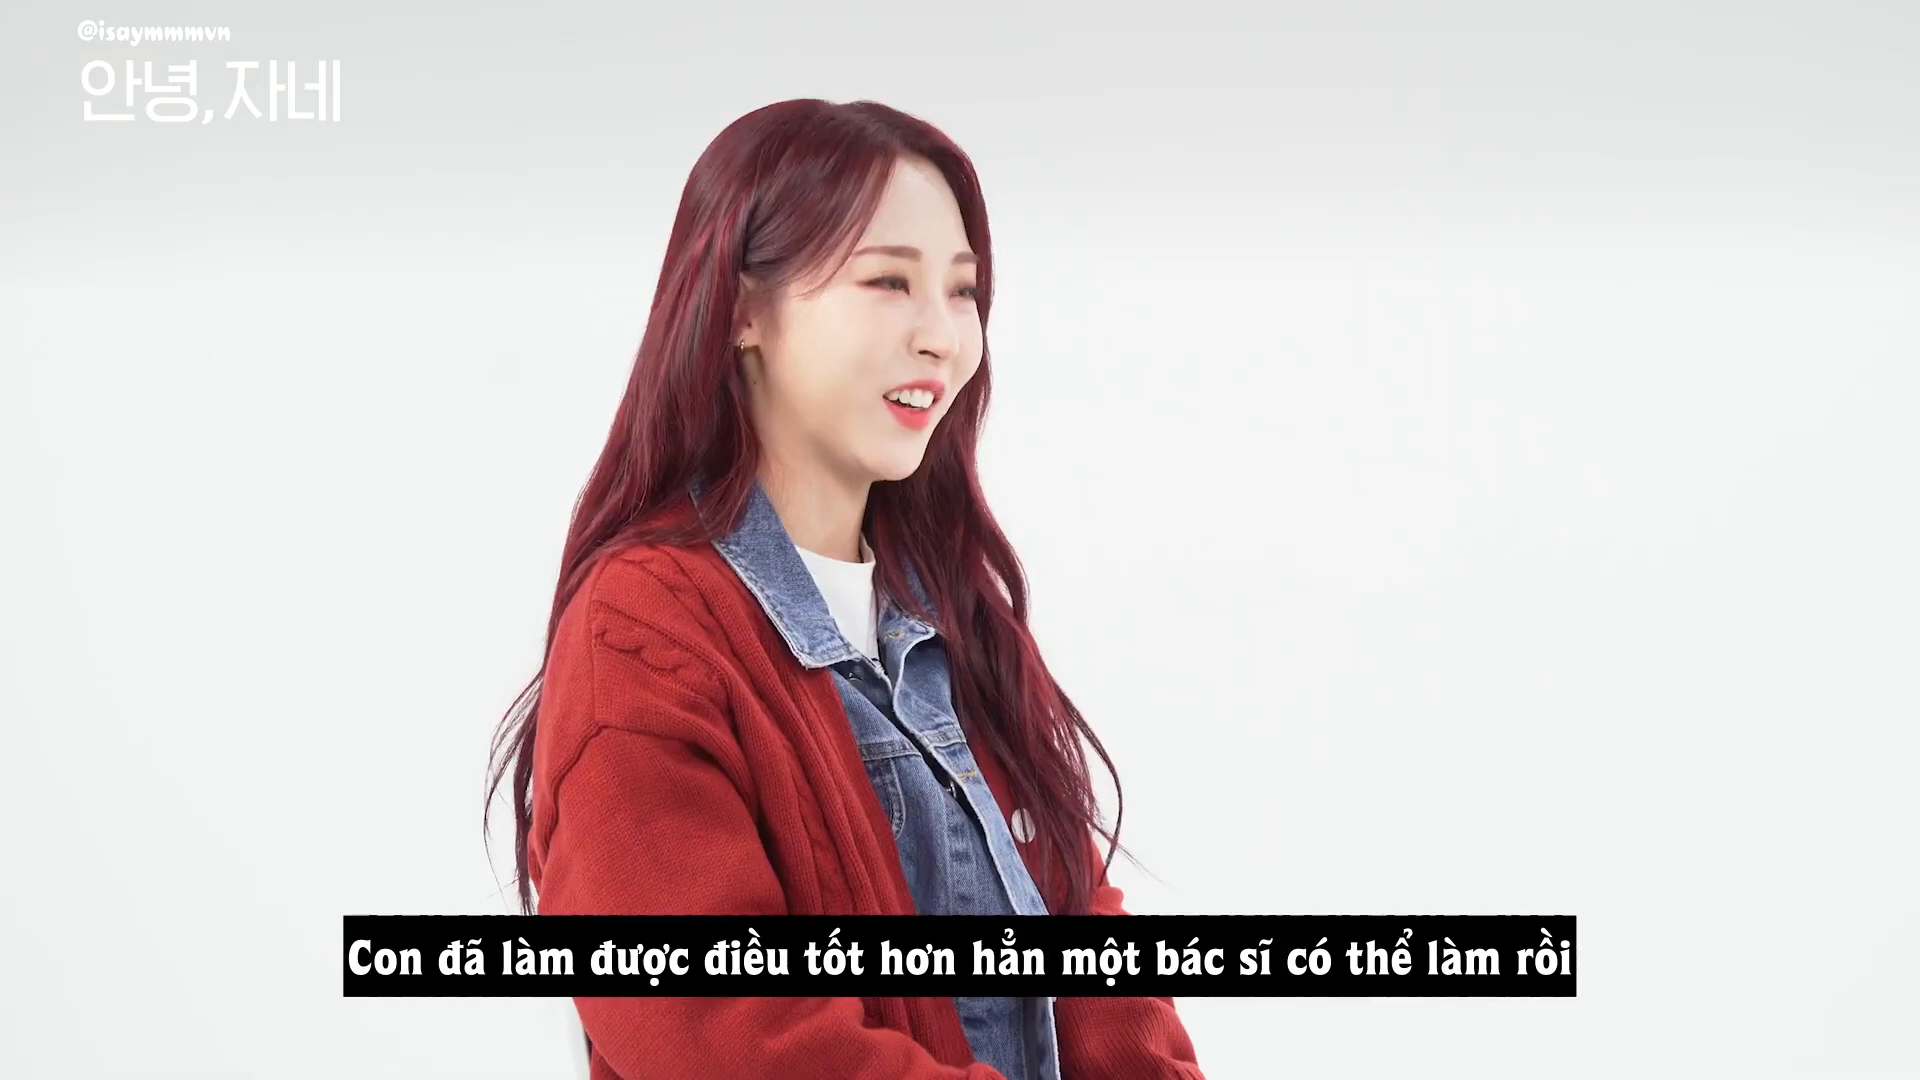 @isaymmmvn
안녕, 자네
Con đã làm được điều tốt hơn hẳn một bác sĩ có thể làm rồi